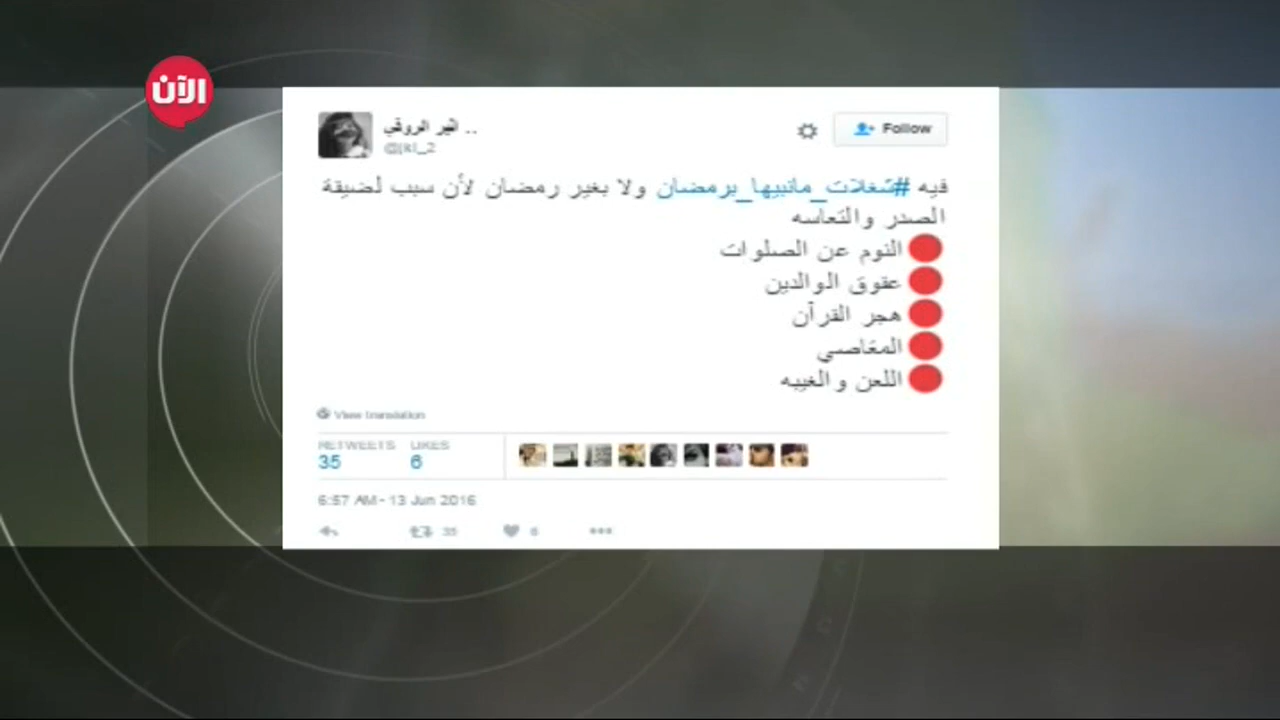 الآن
.. الروقي
Follow
فيه #شغلات_مانبيها_برمضان ولا بغير رمضان لأن سبب لضيقة
الصدر والتعاسه
النوم عن الصلوات
عقوق الوالدين
هجر القرآن
المعاصي
اللعن والغيبه
View translation
RETWEETS LIKES
35 6
6:57 AM - 13 Jun 2016
35 6